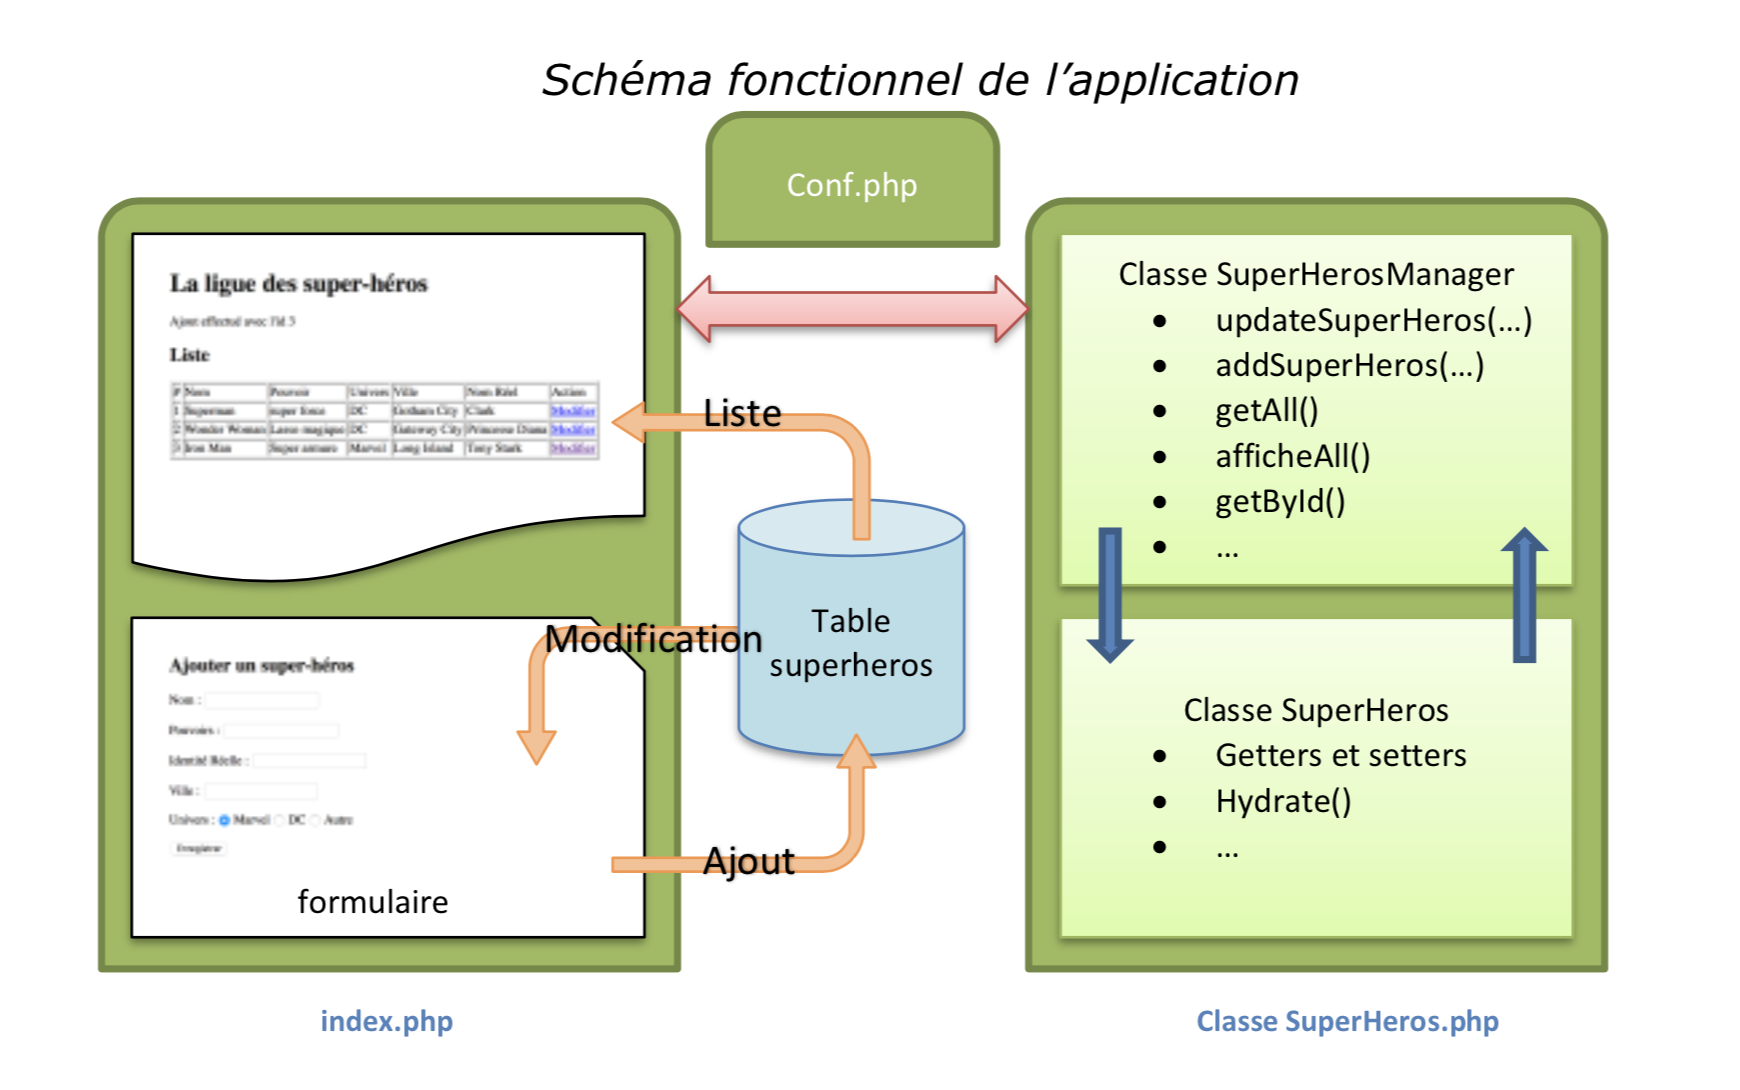 Schéma fonctionnel de l’application
Conf.php
La ligue des super-héros
Ajout effectué avec l'id 3
Liste
# Nom Pouvoir Univers Ville Nom Réel Action
1 Superman super force DC Gotham City Clark Modifier
2 Wonder Woman Lasso magique DC Gateway City Princesse Diana Modifier
3 Iron Man Super armure Marvel Long Island Tony Stark Modifier
Liste
Modification
Table
superheros
Ajouter un super-héros
Nom :
Pouvoirs :
Identité Réelle :
Ville :
Univers : Marvel DC Autre
Enregistrer
formulaire
Ajout
index.php
Classe SuperHerosManager
• updateSuperHeros(…)
• addSuperHeros(…)
• getAll()
• afficheAll()
• getById()
• …
Classe SuperHeros
• Getters et setters
• Hydrate()
• …
Classe SuperHeros.php